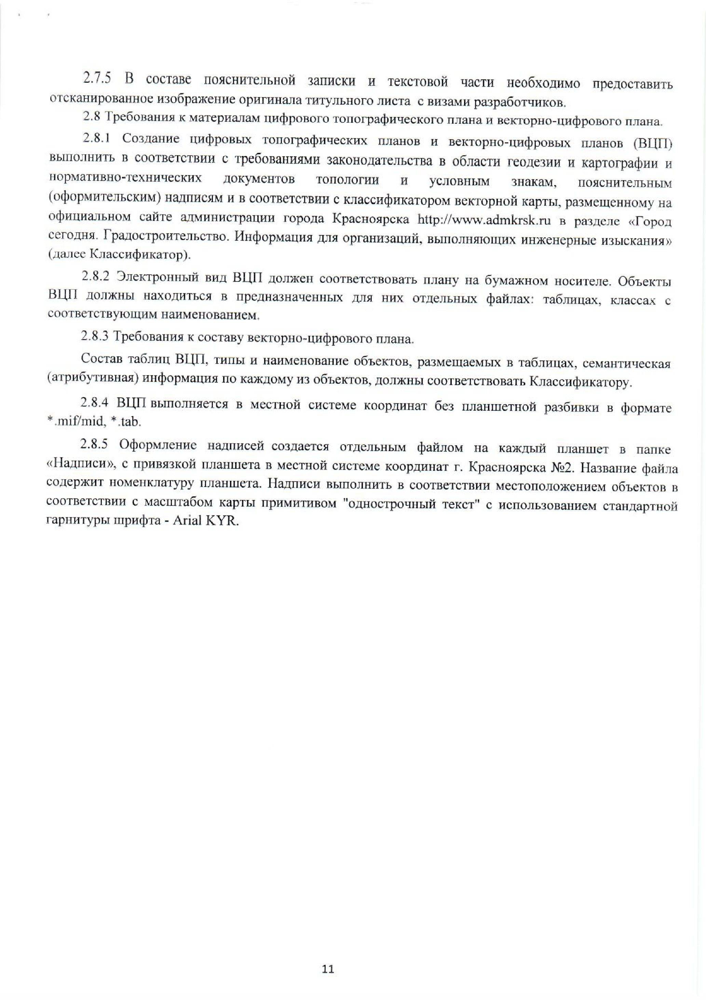 2.7.5 В составе пояснительной записки и текстовой части необходимо предоставить
отсканированное изображение оригинала титульного листа с визами разработчиков.
2.8 Требования к материалам цифрового топографического плана и векторно-цифрового плана.
2.8.1 Создание цифровых топографических планов и векторно-цифровых планов (ВЦП)
выполнить в соответствии с требованиями законодательства в области геодезии и картографии и
нормативно-технических документов топологии и условным знакам, пояснительным
(оформительским) надписям и в соответствии с классификатором векторной карты, размещенному на
официальном сайте администрации города Красноярска http://www.admkrsk.ru в разделе «Город
сегодня. Градостроительство. Информация для организаций, выполняющих инженерные изыскания»
(далее Классификатор).
2.8.2 Электронный вид ВЦП должен соответствовать плану на бумажном носителе. Объекты
ВЦП должны находиться в предназначенных для них отдельных файлах: таблицах, классах с
соответствующим наименованием.
2.8.3 Требования к составу векторно-цифрового плана.
Состав таблиц ВЦП, типы и наименование объектов, размещаемых в таблицах, семантическая
(атрибутивная) информация по каждому из объектов, должны соответствовать Классификатору.
2.8.4 ВЦП выполняется в местной системе координат без планшетной разбивки в формате
*.mif/mid, *.tab.
2.8.5 Оформление надписей создается отдельным файлом на каждый планшет в папке
«Надписи», с привязкой планшета в местной системе координат г. Красноярска №2. Название файла
содержит номенклатуру планшета. Надписи выполнить в соответствии местоположением объектов в
соответствии с масштабом карты примитивом "однострочный текст" с использованием стандартной
гарнитуры шрифта - Arial KYR.
11